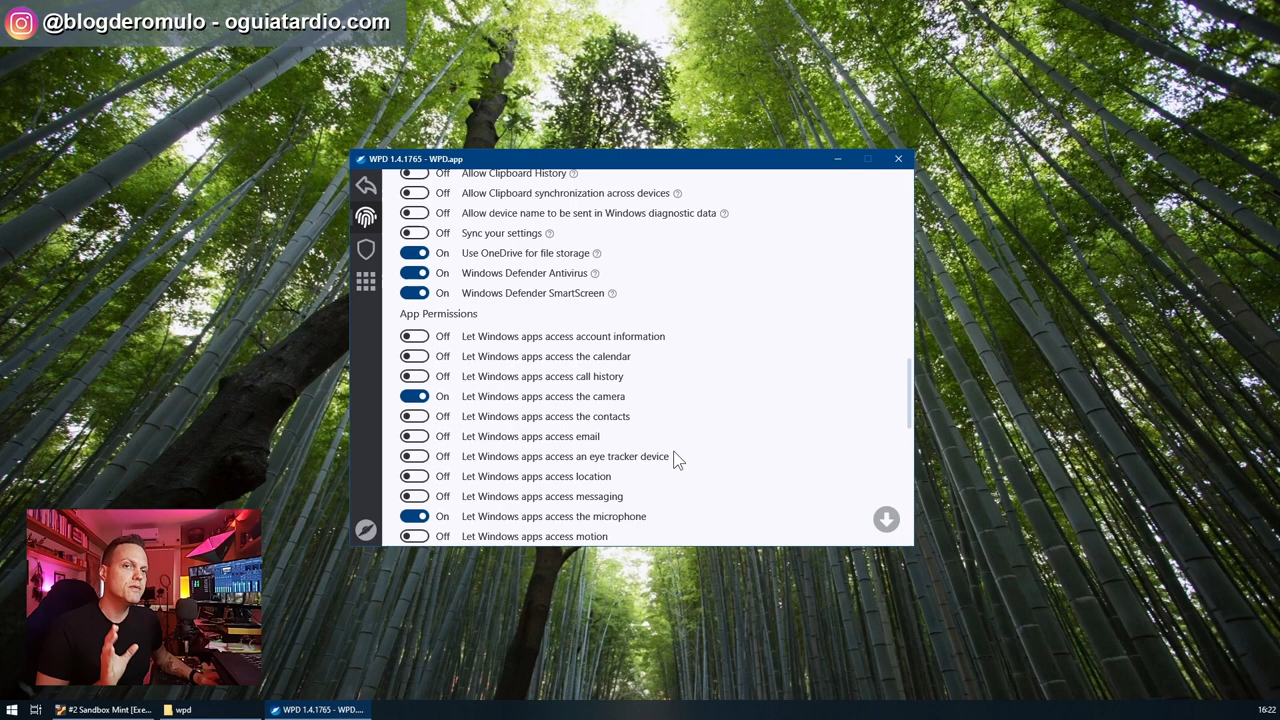 @blogderomulo - oguiatardio.com
WPD 1.4.1765 - WPD.app
Off Allow Clipboard History
Off Allow Clipboard synchronization across devices
Off Allow device name to be sent in Windows diagnostic data
Off Sync your settings
On Use OneDrive for file storage
On Windows Defender Antivirus
On Windows Defender SmartScreen
App Permissions
Off Let Windows apps access account information
Off Let Windows apps access the calendar
Off Let Windows apps access call history
On Let Windows apps access the camera
Off Let Windows apps access the contacts
Off Let Windows apps access email
Off Let Windows apps access an eye tracker device
Off Let Windows apps access location
Off Let Windows apps access messaging
On Let Windows apps access the microphone
Off Let Windows apps access motion
#2 Sandbox Mint [Exe...
wpd
WPD 1.4.1765 - WPD....
16:22